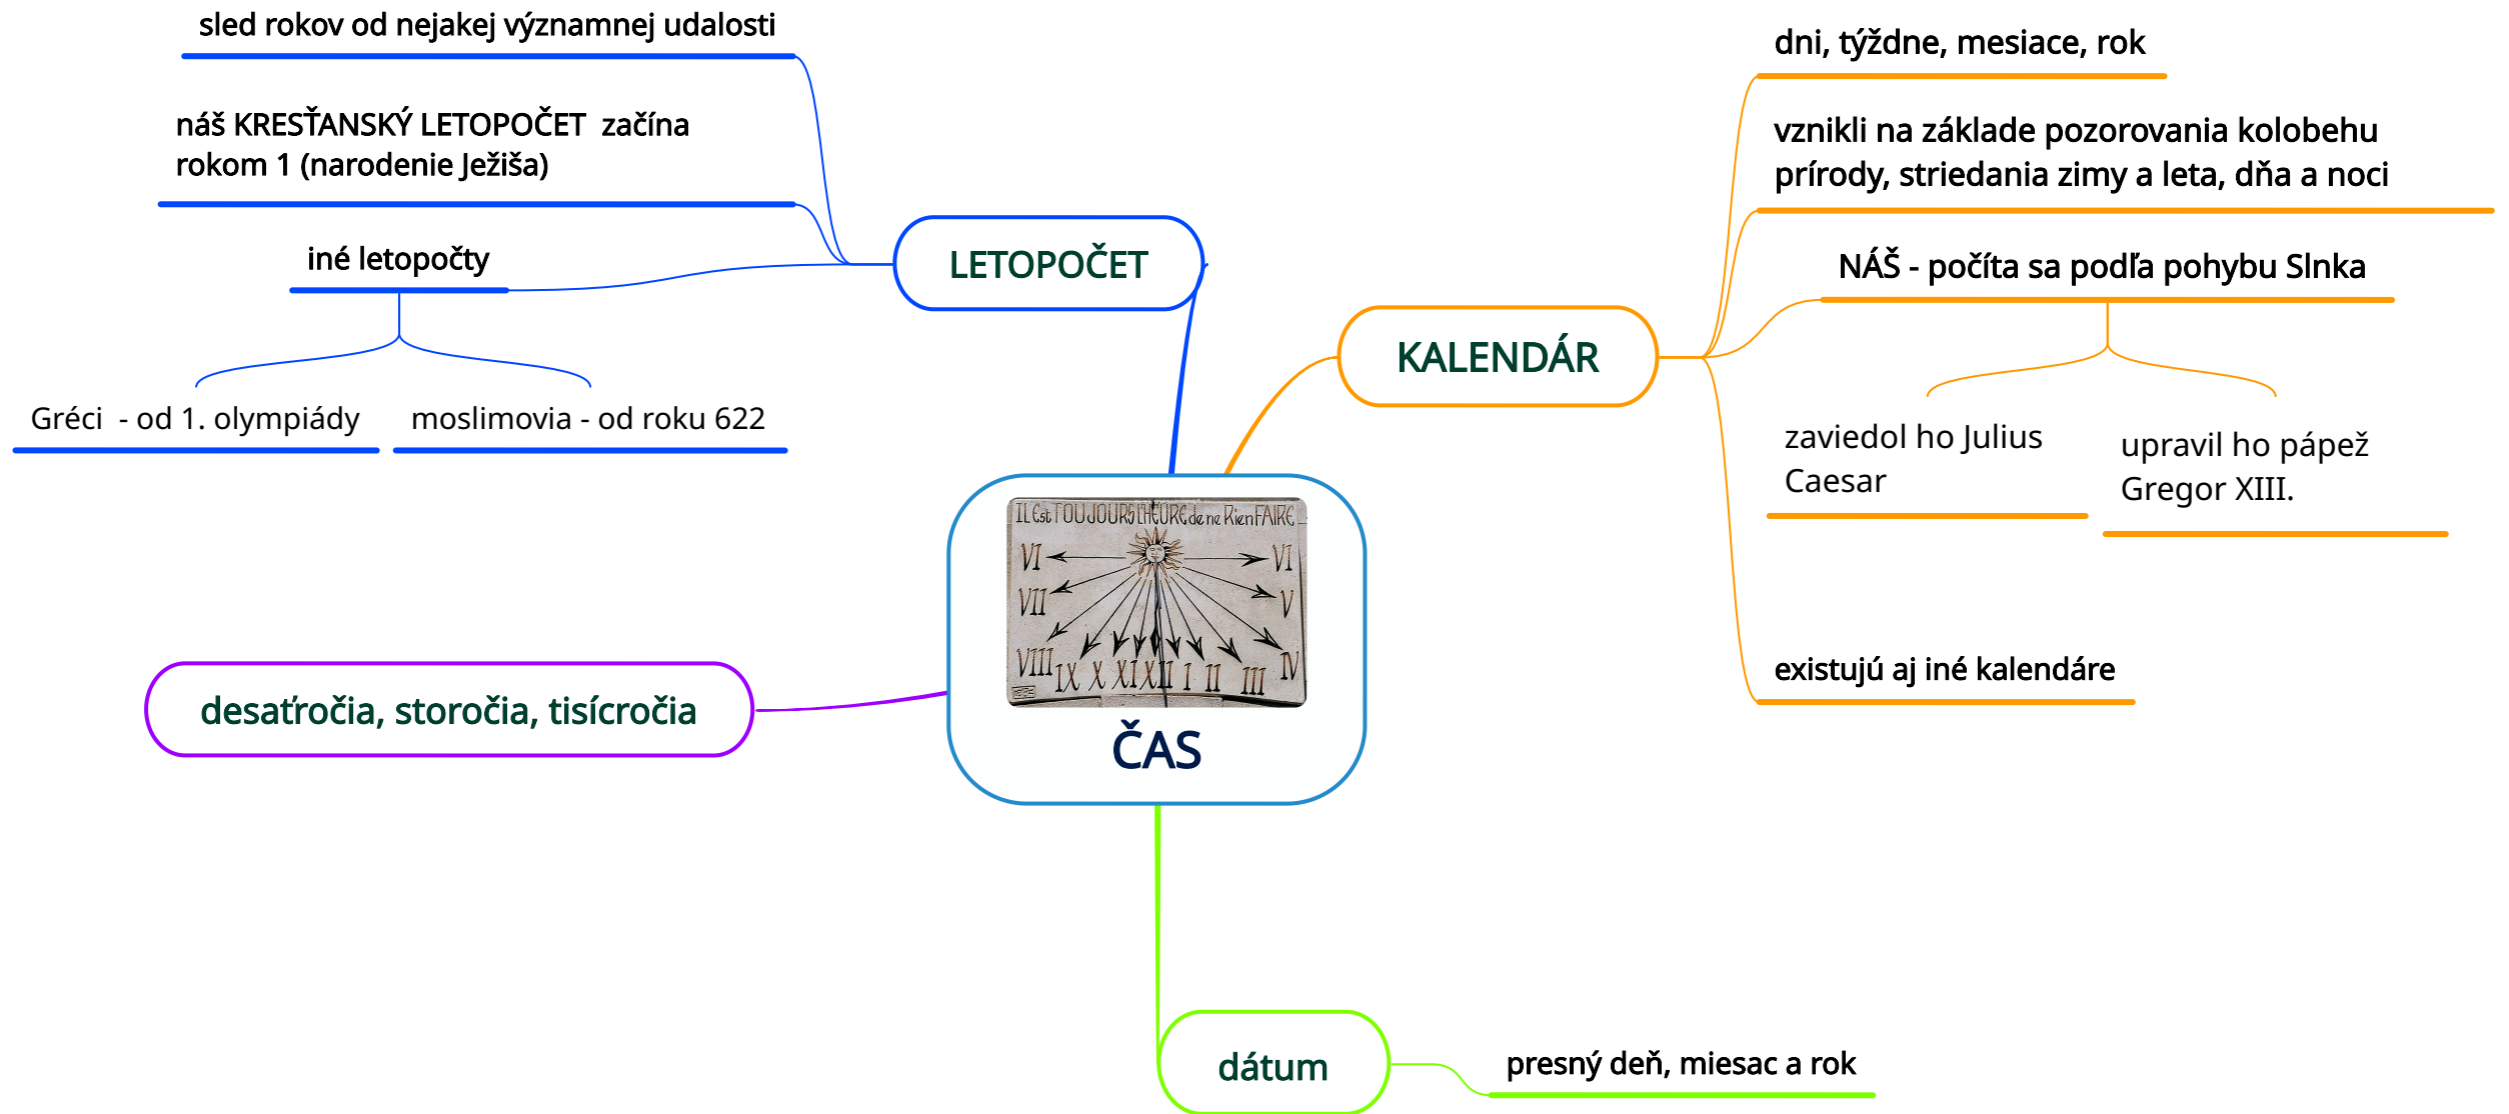 sled rokov od nejakej významnej udalosti
náš KRESŤANSKÝ LETOPOČET  začína
rokom 1 (narodenie Ježiša)
iné letopočty
Gréci  - od 1. olympiády
moslimovia - od roku 622
LETOPOČET
dni, týždne, mesiace, rok
vznikli na základe pozorovania kolobehu
prírody, striedania zimy a leta, dňa a noci
NÁŠ - počíta sa podľa pohybu Slnka
KALENDÁR
zaviedol ho Julius
Caesar
upravil ho pápež
Gregor XIII.
existujú aj iné kalendáre
IL Est TOUJOURS L'HEURE de ne Rien FAIRE
VI VI
VII V
VIII IX X XI XII I II III IV
ČAS
desaťročia, storočia, tisícročia
dátum
presný deň, miesac a rok